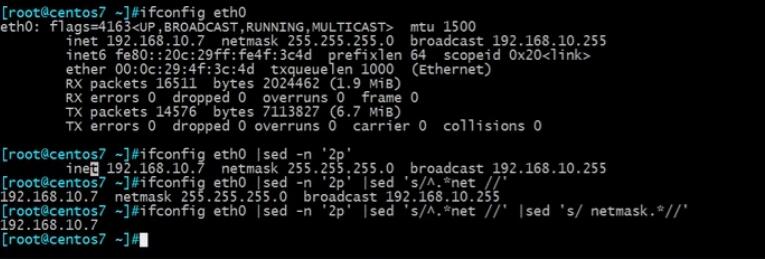 [root@centos7 ~]#ifconfig eth0
eth0: flags=4163<UP,BROADCAST,RUNNING,MULTICAST>  mtu 1500
        inet 192.168.10.7  netmask 255.255.255.0  broadcast 192.168.10.255
        inet6 fe80::20c:29ff:fe4f:3c4d  prefixlen 64  scopeid 0x20<link>
        ether 00:0c:29:4f:3c:4d  txqueuelen 1000  (Ethernet)
        RX packets 16511  bytes 2024462 (1.9 MiB)
        RX errors 0  dropped 0  overruns 0  frame 0
        TX packets 14576  bytes 7113827 (6.7 MiB)
        TX errors 0  dropped 0 overruns 0  carrier 0  collisions 0
[root@centos7 ~]#ifconfig eth0 |sed -n '2p'
        inet 192.168.10.7  netmask 255.255.255.0  broadcast 192.168.10.255
[root@centos7 ~]#ifconfig eth0 |sed -n '2p' |sed 's/^.*net //'
192.168.10.7  netmask 255.255.255.0  broadcast 192.168.10.255
[root@centos7 ~]#ifconfig eth0 |sed -n '2p' |sed 's/^.*net //' |sed 's/ netmask.*//'
192.168.10.7
[root@centos7 ~]#